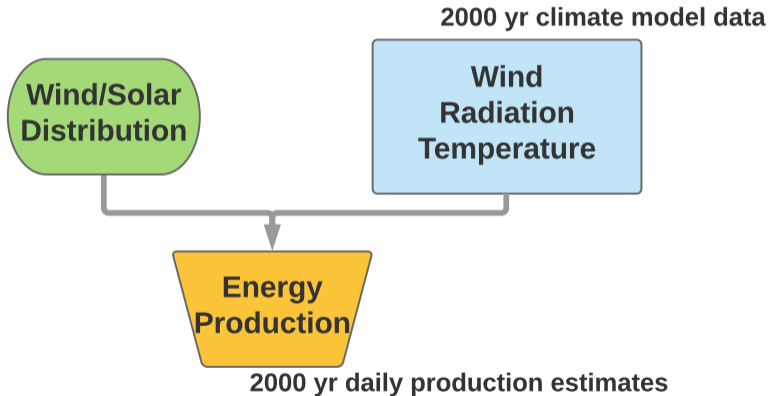 2000 yr climate model data
Wind/Solar
Distribution
Wind
Radiation
Temperature
Energy
Production
2000 yr daily production estimates